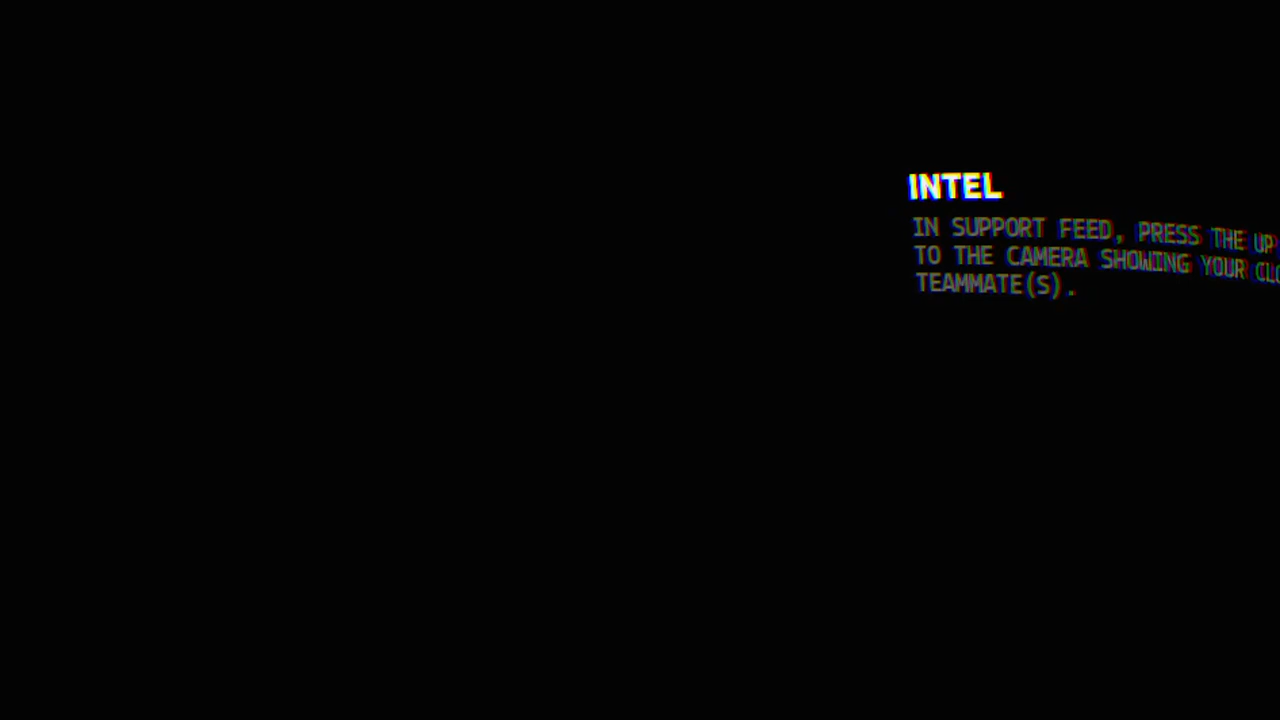 INTEL
IN SUPPORT FEED, PRESS THE UP
TO THE CAMERA SHOWING YOUR
TEAMMATE(S).